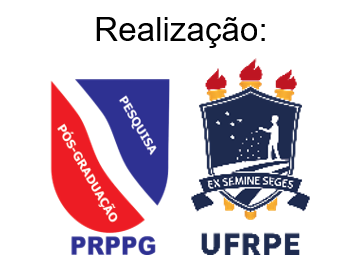 Realização:
PESQUISA
PÓS-GRADUAÇÃO
PRPPG
EX SEMINE SEGES
UFRPE